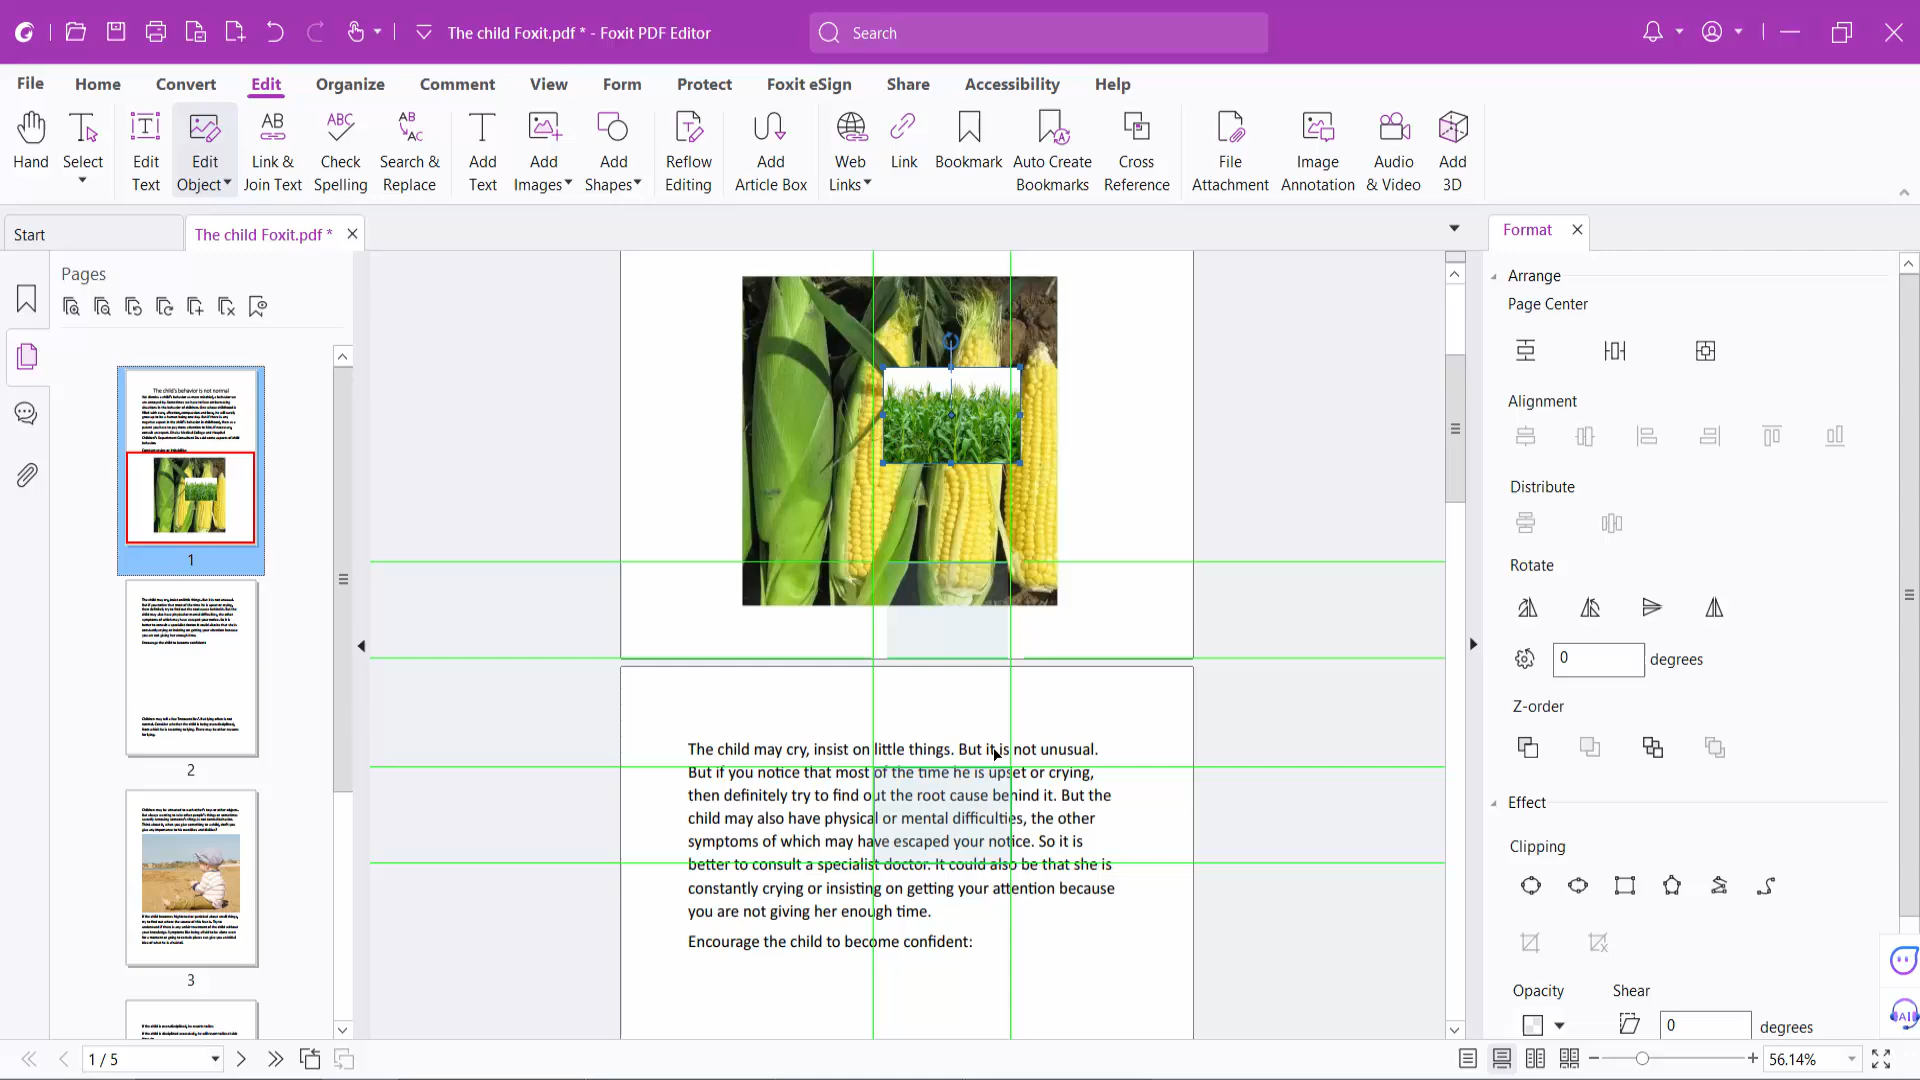 The child Foxit.pdf * - Foxit PDF Editor
Search
File Home Convert Edit Organize Comment View Form Protect Foxit eSign Share Accessibility Help
Hand
Select
Edit Text
Edit Object
Link & Join Text
Check Spelling
Search & Replace
Add Text
Add Images
Add Shapes
Reflow Editing
Add Article Box
Web Links
Link
Bookmark
Auto Create Bookmarks
Cross Reference
File Attachment
Image Annotation
Audio & Video
Add 3D
Start
The child Foxit.pdf *
Format
Pages
The child's behavior is not normal
1
2
3
The child may cry, insist on little things. But it is not unusual.
But if you notice that most of the time he is upset or crying,
then definitely try to find out the root cause behind it. But the
child may also have physical or mental difficulties, the other
symptoms of which may have escaped your notice. So it is
better to consult a specialist doctor. It could also be that she is
constantly crying or insisting on getting your attention because
you are not giving her enough time.
Encourage the child to become confident:
Arrange
Page Center
Alignment
Distribute
Rotate
0 degrees
Z-order
Effect
Clipping
Opacity Shear
0 degrees
AI
1 / 5
56.14%